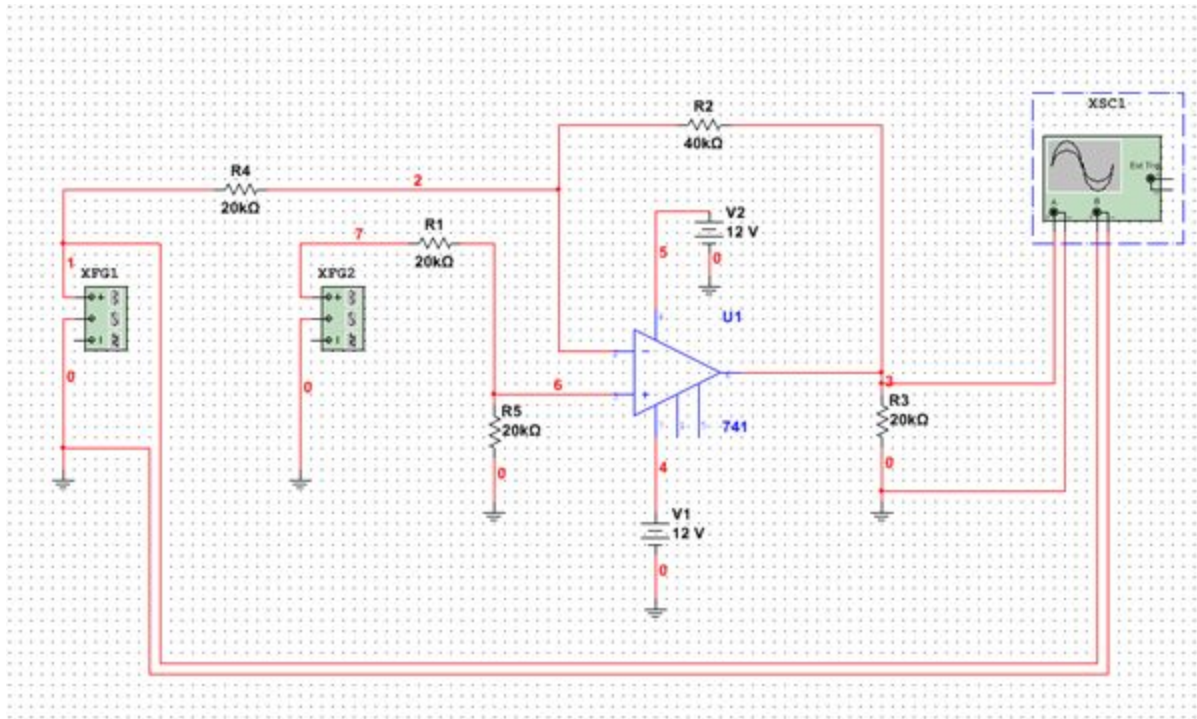 XSC1
R2
40kΩ
Ext Trig
A
B
R4
20kΩ
2
V2
12 V
7
R1
20kΩ
5
0
1
XFG1
XFG2
U1
0
0
6
3
R3
20kΩ
R5
20kΩ
741
0
0
4
V1
12 V
0